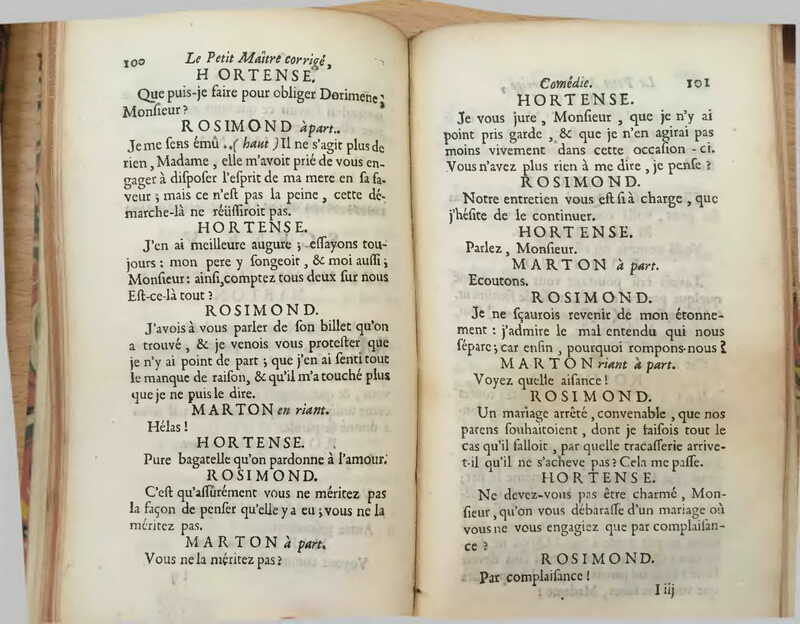 100 Le Petit Maître corrigé,
HORTENSE.
Que puis-je faire pour obliger Dorimene,
Monſieur?
ROSIMOND à part..
Je me ſens émû..( haut ) Il ne s'agit plus de
rien, Madame, elle m'avoit prié de vous en-
gager à diſpoſer l'eſprit de ma mere en ſa fa-
veur; mais ce n'eſt pas la peine, cette dé-
marche-là ne réüſſiroit pas.
HORTENSE.
J'en ai meilleure augure; eſſayons tou-
jours: mon pere y ſongeoit, & moi auſſi;
Monſieur: ainſi, comptez tous deux ſur nous
Eſt-ce-là tout?
ROSIMOND.
J'avois à vous parler de ſon billet qu'on
a trouvé, & je venois vous proteſter que
je n'y ai point de part; que j'en ai ſenti tout
le manque de raiſon, & qu'il m'a touché plus
que je ne puis le dire.
MARTON en riant.
Hélas!
HORTENSE.
Pure bagatelle qu'on pardonne à l'amour.
ROSIMOND.
C'eſt qu'aſſûrément vous ne méritez pas
la façon de penſer qu'elle y a eu; vous ne la
méritez pas.
MARTON à part.
Vous ne la méritez pas?
Comédie. 101
HORTENSE.
Je vous jure, Monſieur, que je n'y ai
point pris garde, & que je n'en agirai pas
moins vivement dans cette occaſion-ci.
Vous n'avez plus rien à me dire, je penſe?
ROSIMOND.
Notre entretien vous eſt ſi à charge, que
j'héſite de le continuer.
HORTENSE.
Parlez, Monſieur.
MARTON à part.
Ecoutons.
ROSIMOND.
Je ne ſçaurois revenir de mon étonne-
ment: j'admire le mal entendu qui nous
ſépare; car enfin, pourquoi rompons-nous?
MARTON riant à part.
Voyez quelle aiſance!
ROSIMOND.
Un mariage arrêté, convenable, que nos
parens ſouhaitoient, dont je faiſois tout le
cas qu'il falloit, par quelle tracaſſerie arrive-
t-il qu'il ne s'acheve pas? Cela me paſſe.
HORTENSE.
Ne devez-vous pas être charmé, Mon-
ſieur, qu'on vous débaraſſe d'un mariage où
vous ne vous engagiez que par complaiſan-
ce?
ROSIMOND.
Par complaiſance!
I iij